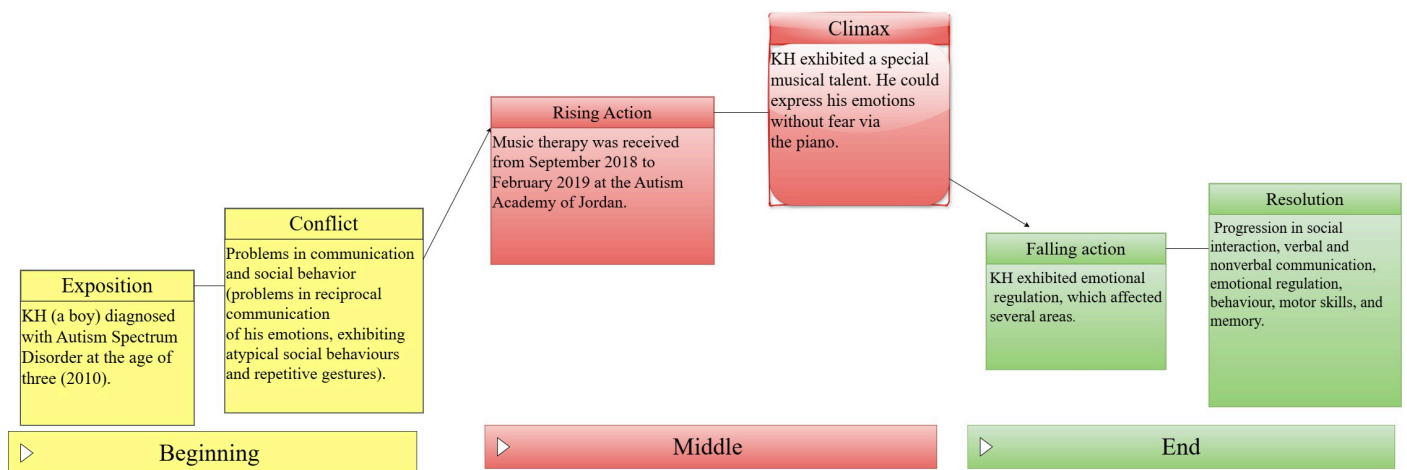 Exposition
KH (a boy) diagnosed
with Autism Spectrum
Disorder at the age of
three (2010).
Conflict
Problems in communication
and social behavior
(problems in reciprocal
communication
of his emotions, exhibiting
atypical social behaviours
and repetitive gestures).
Rising Action
Music therapy was received
from September 2018 to
February 2019 at the Autism
Academy of Jordan.
Climax
KH exhibited a special
musical talent. He could
express his emotions
without fear via
the piano.
Falling action
KH exhibited emotional
regulation, which affected
several areas.
Resolution
Progression in social
interaction, verbal and
nonverbal communication,
emotional regulation,
behaviour, motor skills, and
memory.
Beginning
Middle
End